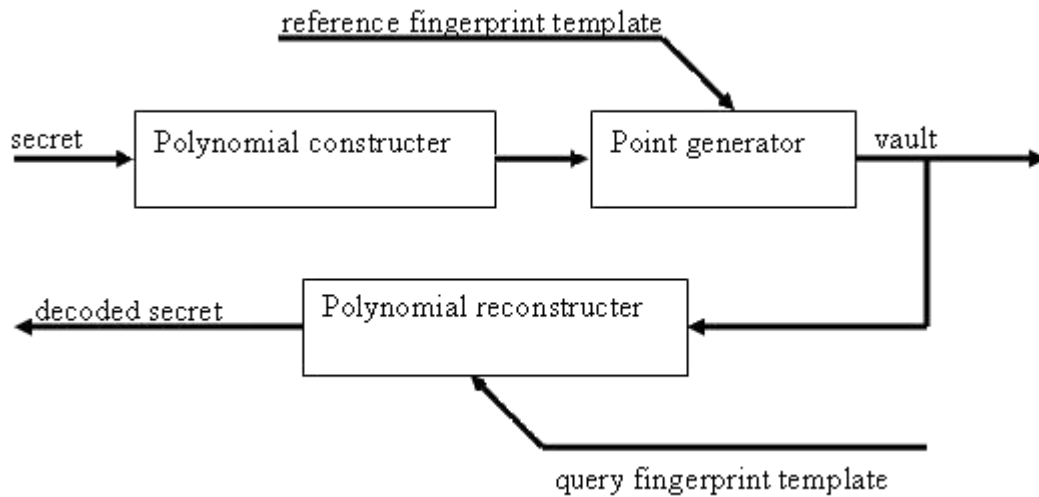 reference fingerprint template
secret
Polynomial constructer
Point generator
vault
decoded secret
Polynomial reconstructer
query fingerprint template